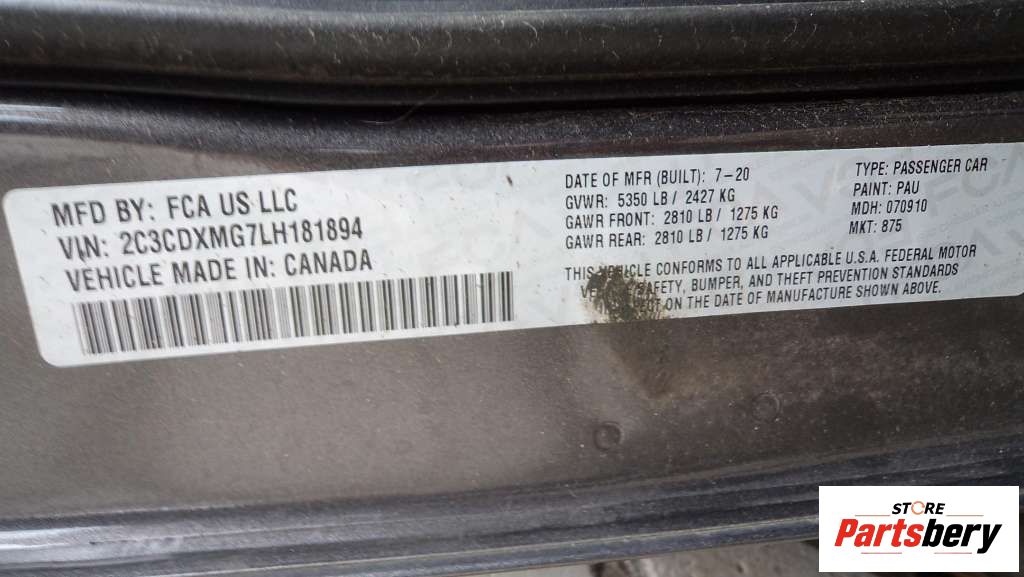 MFD BY: FCA US LLC
VIN: 2C3CDXMG7LH181894
VEHICLE MADE IN: CANADA
DATE OF MFR (BUILT): 7-20
GVWR: 5350 LB / 2427 KG
GAWR FRONT: 2810 LB / 1275 KG
GAWR REAR: 2810 LB / 1275 KG
TYPE: PASSENGER CAR
PAINT: PAU
MDH: 070910
MKT: 875
THIS VEHICLE CONFORMS TO ALL APPLICABLE U.S.A. FEDERAL MOTOR
SAFETY, BUMPER, AND THEFT PREVENTION STANDARDS
ON THE DATE OF MANUFACTURE SHOWN ABOVE.
STORE
Partsbery